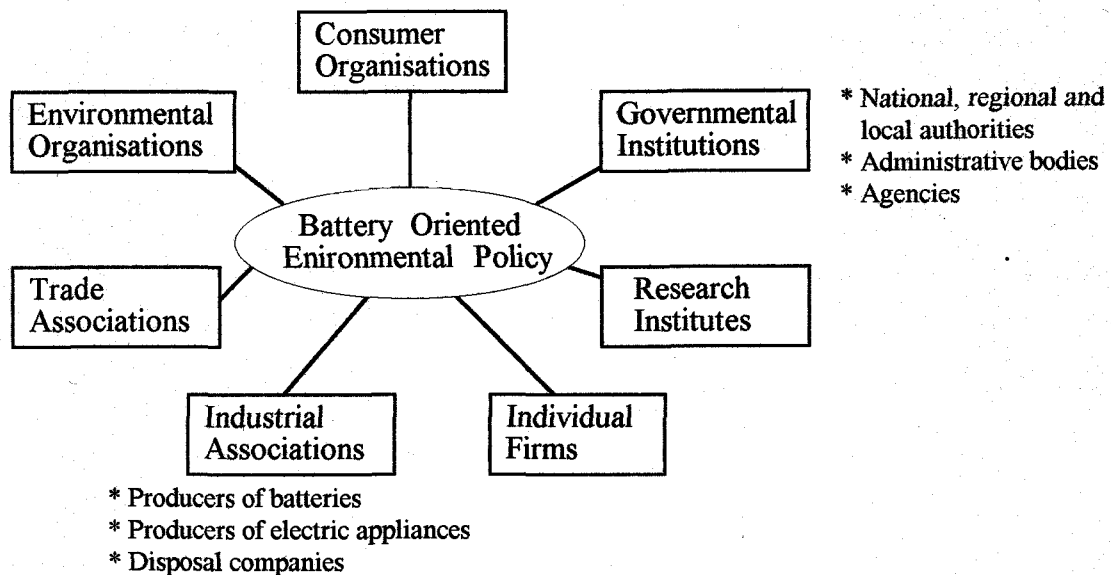 Consumer
Organisations
Environmental
Organisations
Governmental
Institutions
* National, regional and
local authorities
* Administrative bodies
* Agencies
Battery Oriented
Enironmental Policy
Trade
Associations
Research
Institutes
Industrial
Associations
Individual
Firms
* Producers of batteries
* Producers of electric appliances
* Disposal companies